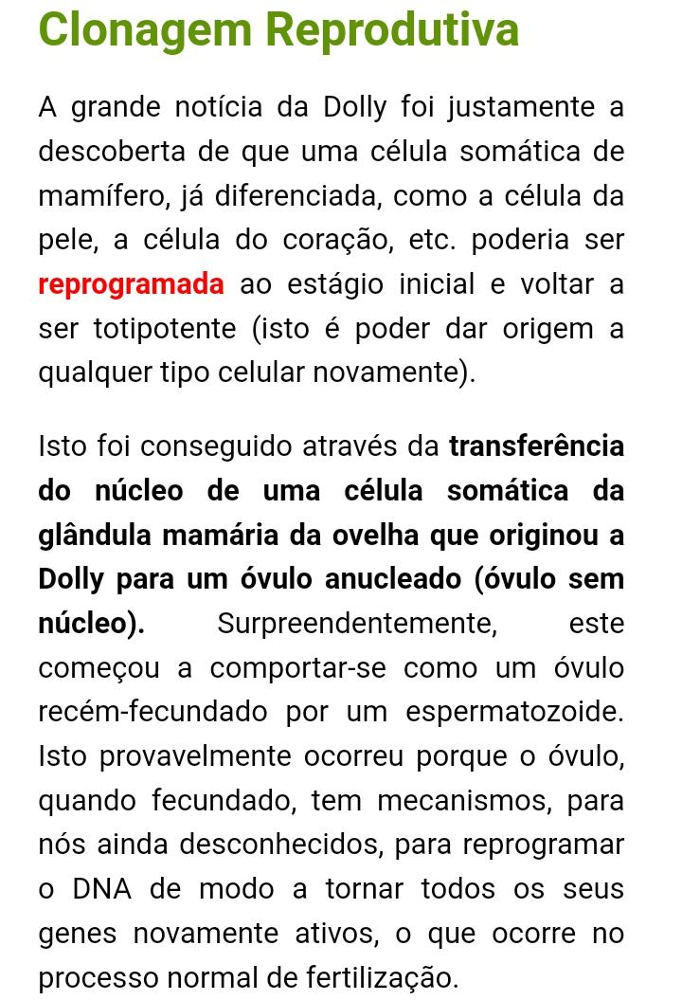 Clonagem Reprodutiva
A grande notícia da Dolly foi justamente a
descoberta de que uma célula somática de
mamífero, já diferenciada, como a célula da
pele, a célula do coração, etc. poderia ser
reprogramada ao estágio inicial e voltar a
ser totipotente (isto é poder dar origem a
qualquer tipo celular novamente).
Isto foi conseguido através da transferência
do núcleo de uma célula somática da
glândula mamária da ovelha que originou a
Dolly para um óvulo anucleado (óvulo sem
núcleo). Surpreendentemente, este
começou a comportar-se como um óvulo
recém-fecundado por um espermatozoide.
Isto provavelmente ocorreu porque o óvulo,
quando fecundado, tem mecanismos, para
nós ainda desconhecidos, para reprogramar
o DNA de modo a tornar todos os seus
genes novamente ativos, o que ocorre no
processo normal de fertilização.